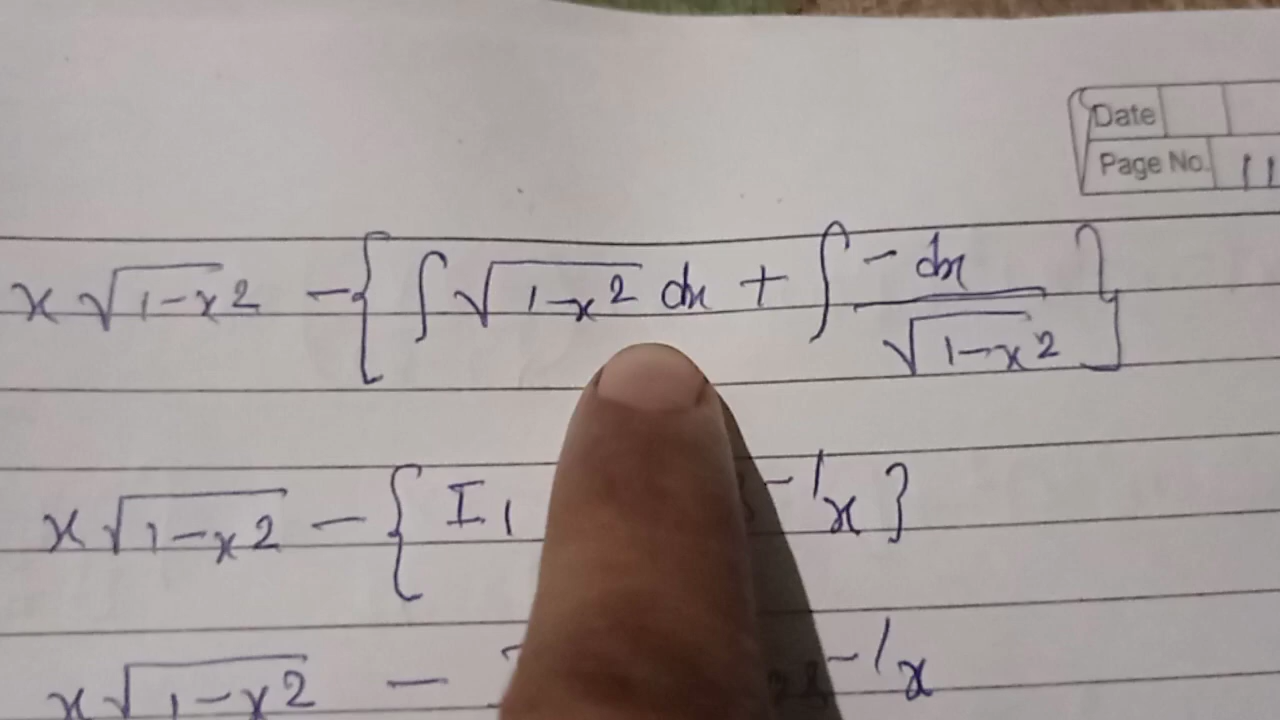 Date
Page No. 11
x √1-x2 - { ∫ √1-x2 dx + ∫ -dx / √1-x2 }
x √1-x2 - { I1 -1x }
x √1-x2 - -1x